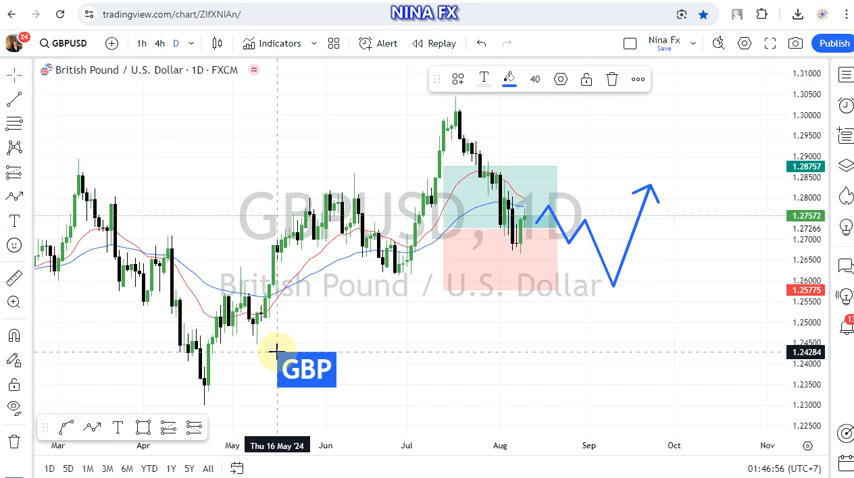 NINA FX
tradingview.com/chart/ZIfXNIAn/
24
GBPUSD
1h 4h D
Indicators
Alert
Replay
Nina Fx
Save
Publish
British Pound / U.S. Dollar · 1D · FXCM
T
40
1.31000
1.30500
1.30000
1.29500
1.29000
1.28757
1.28500
1.28000
1.27572
1.27266
1.27000
1.26500
1.26000
1.25775
1.25500
1.25000
1.24500
1.24284
1.24000
1.23500
1.23000
1.22500
GBPUSD, 1D
British Pound / U.S. Dollar
GBP
T
Mar
Apr
May
Thu 16 May '24
Jun
Jul
Aug
Sep
Oct
Nov
1D 5D 1M 3M 6M YTD 1Y 5Y All
01:46:56 (UTC+7)